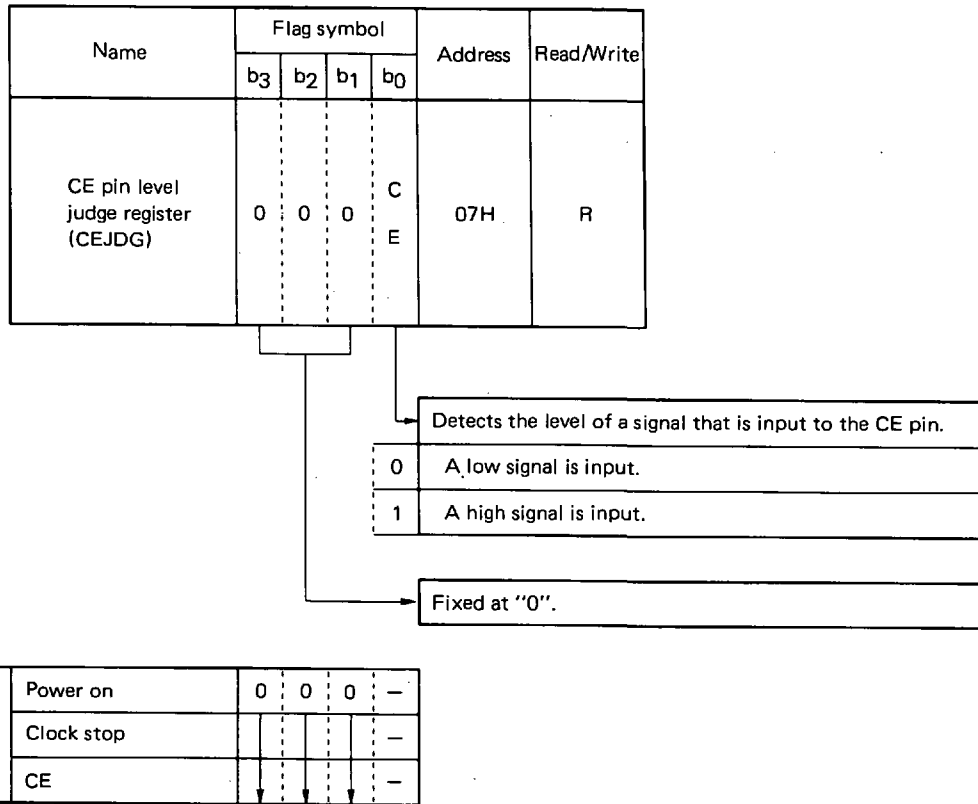 Name Flag symbol Address Read/Write
b3 b2 b1 b0
CE pin level
judge register
(CEJDG)
0 0 0 C
E
07H R
Detects the level of a signal that is input to the CE pin.
0 A low signal is input.
1 A high signal is input.
Fixed at "0".
Power on 0 0 0 –
Clock stop –
CE –